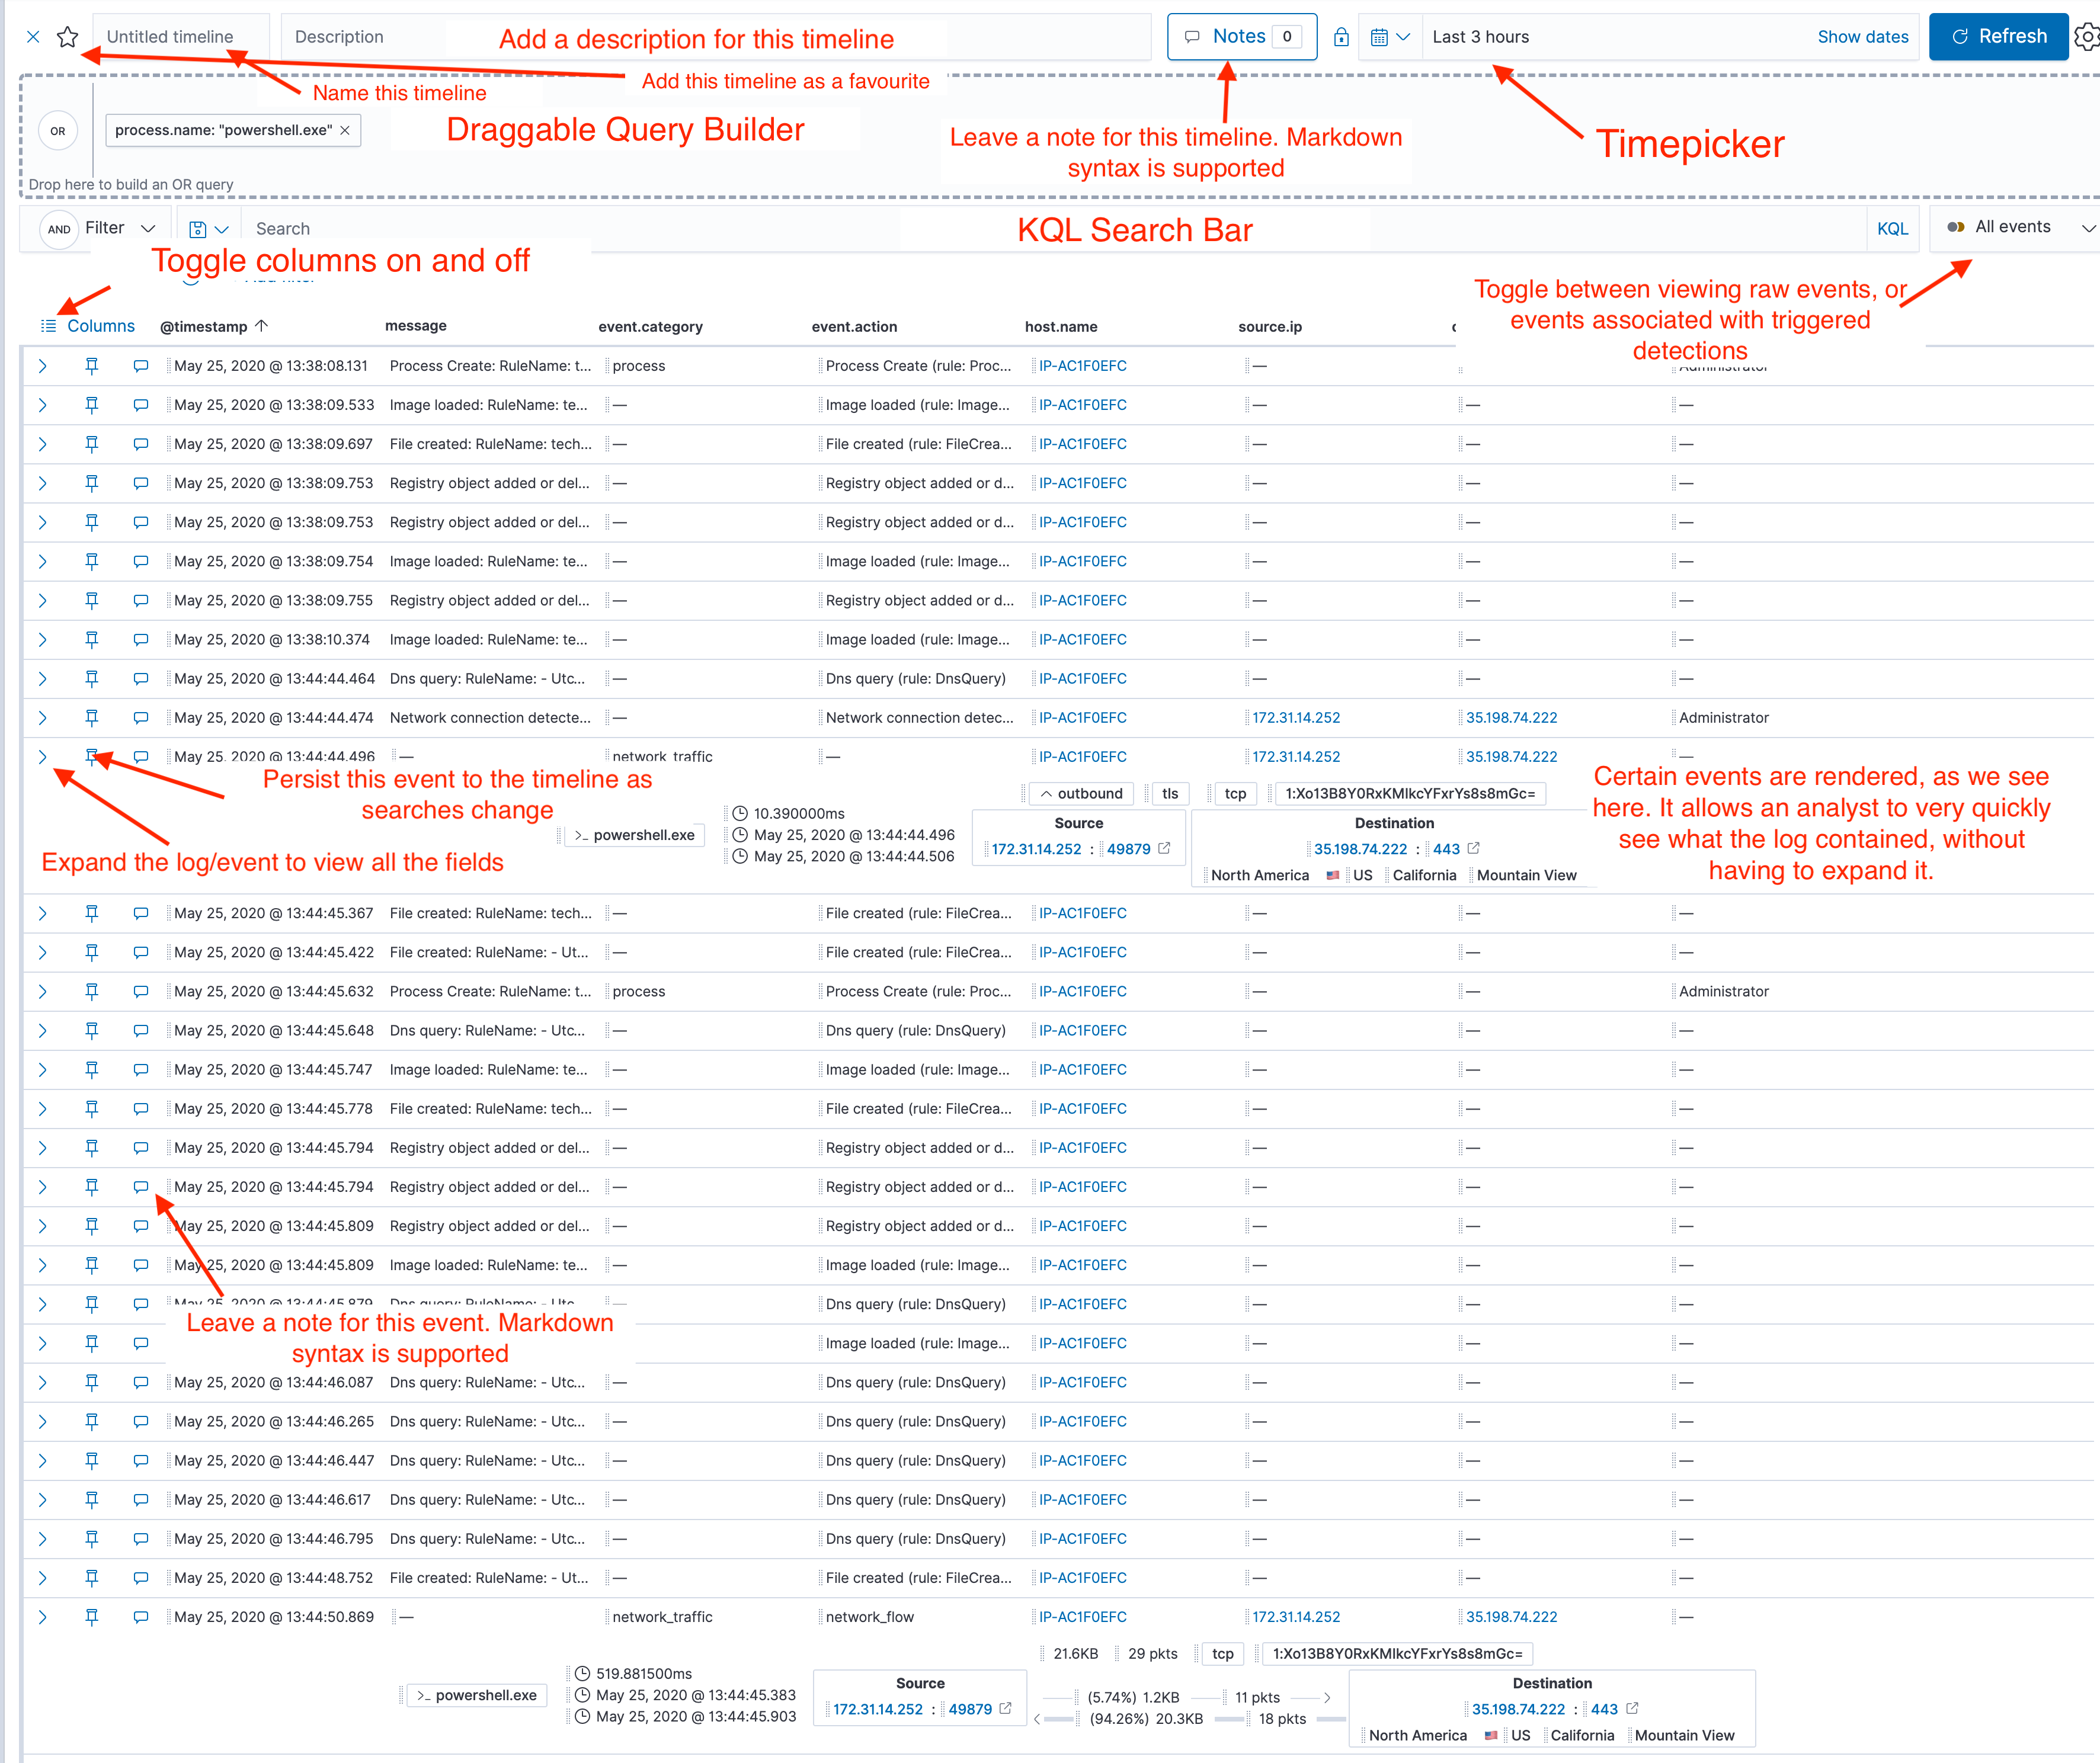 Untitled timeline Description Add a description for this timeline Notes 0 Last 3 hours Show dates Refresh
Name this timeline Add this timeline as a favourite
OR process.name: "powershell.exe" Draggable Query Builder Leave a note for this timeline. Markdown Timepicker
syntax is supported
Drop here to build an OR query
AND Filter Search KQL Search Bar KQL All events
Toggle columns on and off
Toggle between viewing raw events, or
events associated with triggered
detections
Columns @timestamp message event.category event.action host.name source.ip
May 25, 2020 @ 13:38:08.131 Process Create: RuleName: t... process Process Create (rule: Proc... IP-AC1F0EFC — Administrator
May 25, 2020 @ 13:38:09.533 Image loaded: RuleName: te... — Image loaded (rule: Image... IP-AC1F0EFC — — —
May 25, 2020 @ 13:38:09.697 File created: RuleName: tech... — File created (rule: FileCrea... IP-AC1F0EFC — — —
May 25, 2020 @ 13:38:09.753 Registry object added or del... — Registry object added or d... IP-AC1F0EFC — — —
May 25, 2020 @ 13:38:09.753 Registry object added or del... — Registry object added or d... IP-AC1F0EFC — — —
May 25, 2020 @ 13:38:09.754 Image loaded: RuleName: te... — Image loaded (rule: Image... IP-AC1F0EFC — — —
May 25, 2020 @ 13:38:09.755 Registry object added or del... — Registry object added or d... IP-AC1F0EFC — — —
May 25, 2020 @ 13:38:10.374 Image loaded: RuleName: te... — Image loaded (rule: Image... IP-AC1F0EFC — — —
May 25, 2020 @ 13:44:44.464 Dns query: RuleName: - Utc... — Dns query (rule: DnsQuery) IP-AC1F0EFC — — —
May 25, 2020 @ 13:44:44.474 Network connection detecte... — Network connection detec... IP-AC1F0EFC 172.31.14.252 35.198.74.222 Administrator
May 25, 2020 @ 13:44:44.496 — network_traffic — IP-AC1F0EFC 172.31.14.252 35.198.74.222 —
Persist this event to the timeline as
searches change
Expand the log/event to view all the fields
outbound tls tcp 1:Xo13B8Y0RxKMlkcYFxrYs8s8mGc=
powershell.exe
10.390000ms
May 25, 2020 @ 13:44:44.496
May 25, 2020 @ 13:44:44.506
Source
172.31.14.252 : 49879
Destination
35.198.74.222 : 443
North America US California Mountain View
Certain events are rendered, as we see
here. It allows an analyst to very quickly
see what the log contained, without
having to expand it.
May 25, 2020 @ 13:44:45.367 File created: RuleName: tech... — File created (rule: FileCrea... IP-AC1F0EFC — — —
May 25, 2020 @ 13:44:45.422 File created: RuleName: - Ut... — File created (rule: FileCrea... IP-AC1F0EFC — — —
May 25, 2020 @ 13:44:45.632 Process Create: RuleName: t... process Process Create (rule: Proc... IP-AC1F0EFC — — Administrator
May 25, 2020 @ 13:44:45.648 Dns query: RuleName: - Utc... — Dns query (rule: DnsQuery) IP-AC1F0EFC — — —
May 25, 2020 @ 13:44:45.747 Image loaded: RuleName: te... — Image loaded (rule: Image... IP-AC1F0EFC — — —
May 25, 2020 @ 13:44:45.778 File created: RuleName: tech... — File created (rule: FileCrea... IP-AC1F0EFC — — —
May 25, 2020 @ 13:44:45.794 Registry object added or del... — Registry object added or d... IP-AC1F0EFC — — —
May 25, 2020 @ 13:44:45.794 Registry object added or del... — Registry object added or d... IP-AC1F0EFC — — —
May 25, 2020 @ 13:44:45.809 Registry object added or del... — Registry object added or d... IP-AC1F0EFC — — —
May 25, 2020 @ 13:44:45.809 Image loaded: RuleName: te... — Image loaded (rule: Image... IP-AC1F0EFC — — —
May 25, 2020 @ 13:44:45.879 Dns query: RuleName: - Utc... — Dns query (rule: DnsQuery) IP-AC1F0EFC — — —
Leave a note for this event. Markdown
syntax is supported
Image loaded (rule: Image... IP-AC1F0EFC — — —
May 25, 2020 @ 13:44:46.087 Dns query: RuleName: - Utc... — Dns query (rule: DnsQuery) IP-AC1F0EFC — — —
May 25, 2020 @ 13:44:46.265 Dns query: RuleName: - Utc... — Dns query (rule: DnsQuery) IP-AC1F0EFC — — —
May 25, 2020 @ 13:44:46.447 Dns query: RuleName: - Utc... — Dns query (rule: DnsQuery) IP-AC1F0EFC — — —
May 25, 2020 @ 13:44:46.617 Dns query: RuleName: - Utc... — Dns query (rule: DnsQuery) IP-AC1F0EFC — — —
May 25, 2020 @ 13:44:46.795 Dns query: RuleName: - Utc... — Dns query (rule: DnsQuery) IP-AC1F0EFC — — —
May 25, 2020 @ 13:44:48.752 File created: RuleName: - Ut... — File created (rule: FileCrea... IP-AC1F0EFC — — —
May 25, 2020 @ 13:44:50.869 — network_traffic network_flow IP-AC1F0EFC 172.31.14.252 35.198.74.222 —
21.6KB 29 pkts tcp 1:Xo13B8Y0RxKMlkcYFxrYs8s8mGc=
powershell.exe
519.881500ms
May 25, 2020 @ 13:44:45.383
May 25, 2020 @ 13:44:45.903
Source
172.31.14.252 : 49879
(5.74%) 1.2KB 11 pkts
(94.26%) 20.3KB 18 pkts
Destination
35.198.74.222 : 443
North America US California Mountain View